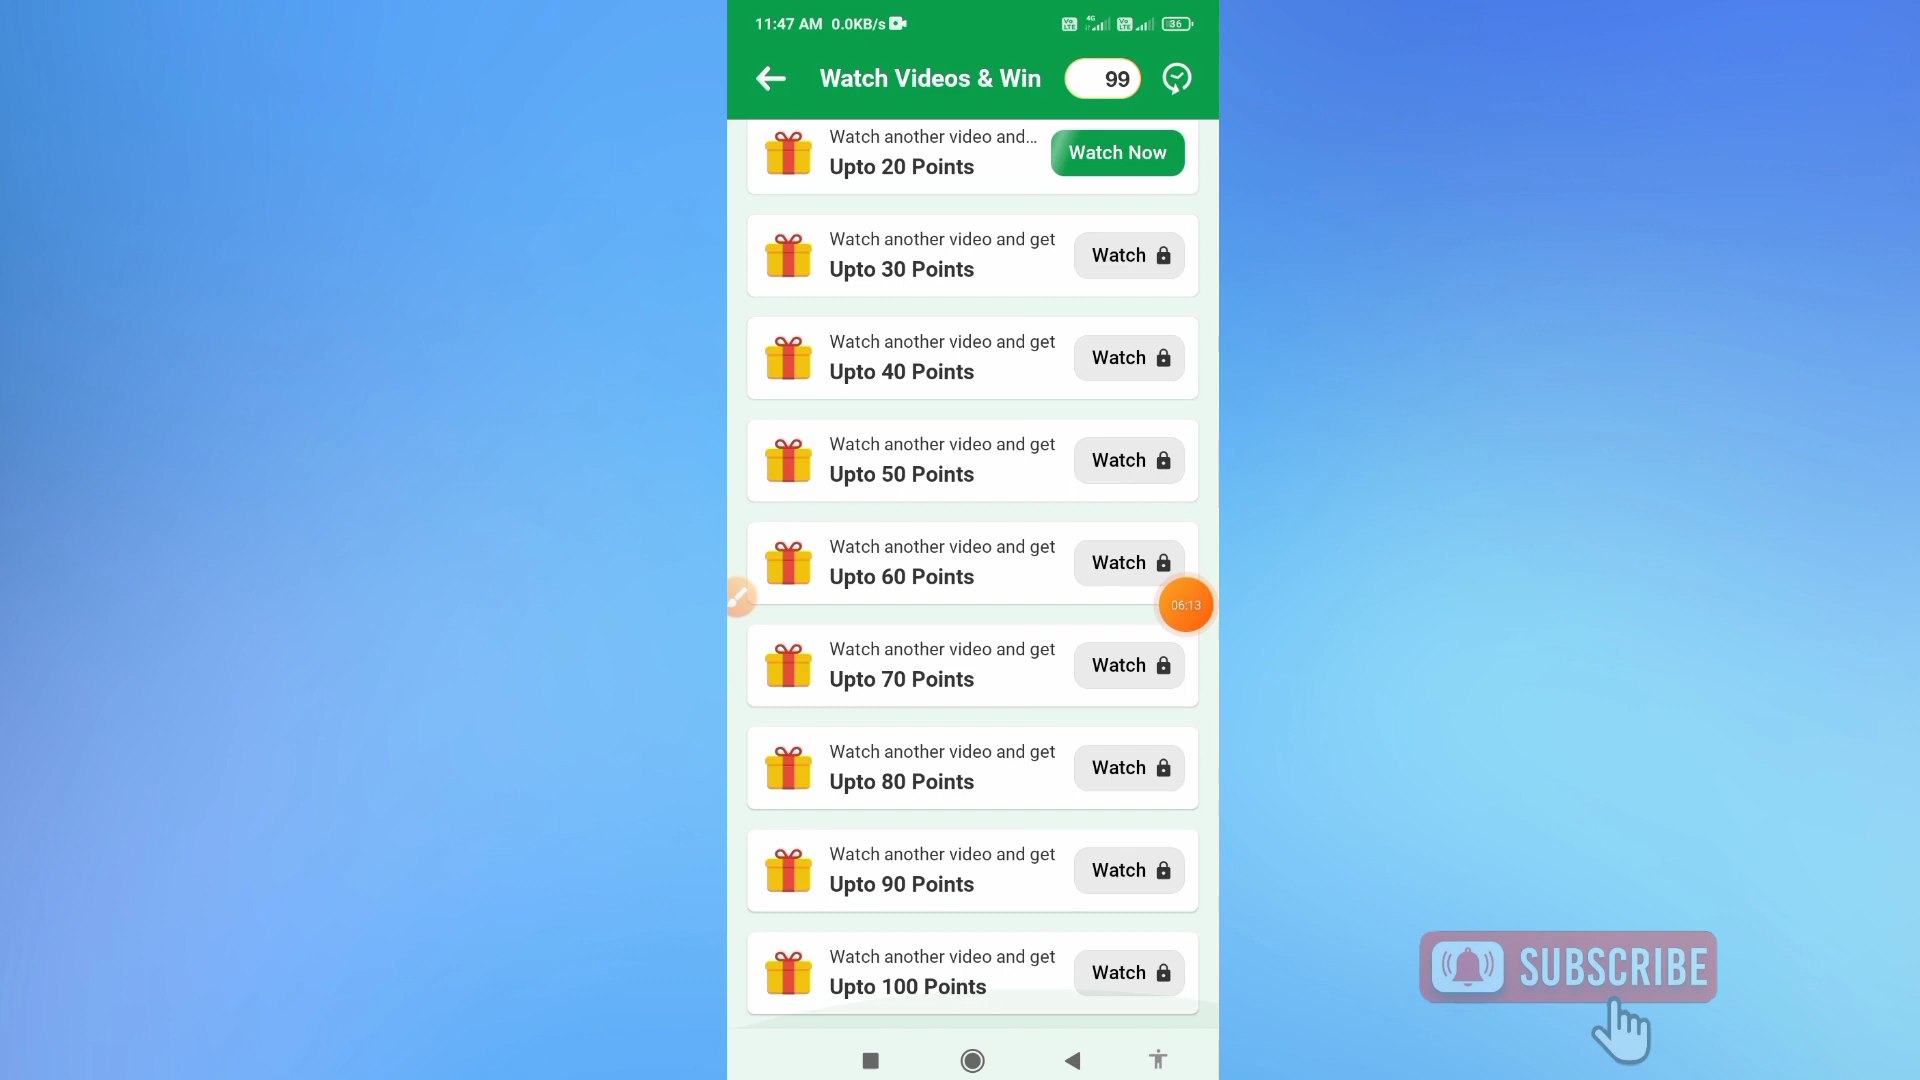 11:47 AM 0.0KB/s
4G
36
Watch Videos & Win
99
Watch another video and...
Upto 20 Points
Watch Now
Watch another video and get
Upto 30 Points
Watch
Watch another video and get
Upto 40 Points
Watch
Watch another video and get
Upto 50 Points
Watch
Watch another video and get
Upto 60 Points
Watch
06:13
Watch another video and get
Upto 70 Points
Watch
Watch another video and get
Upto 80 Points
Watch
Watch another video and get
Upto 90 Points
Watch
Watch another video and get
Upto 100 Points
Watch
SUBSCRIBE